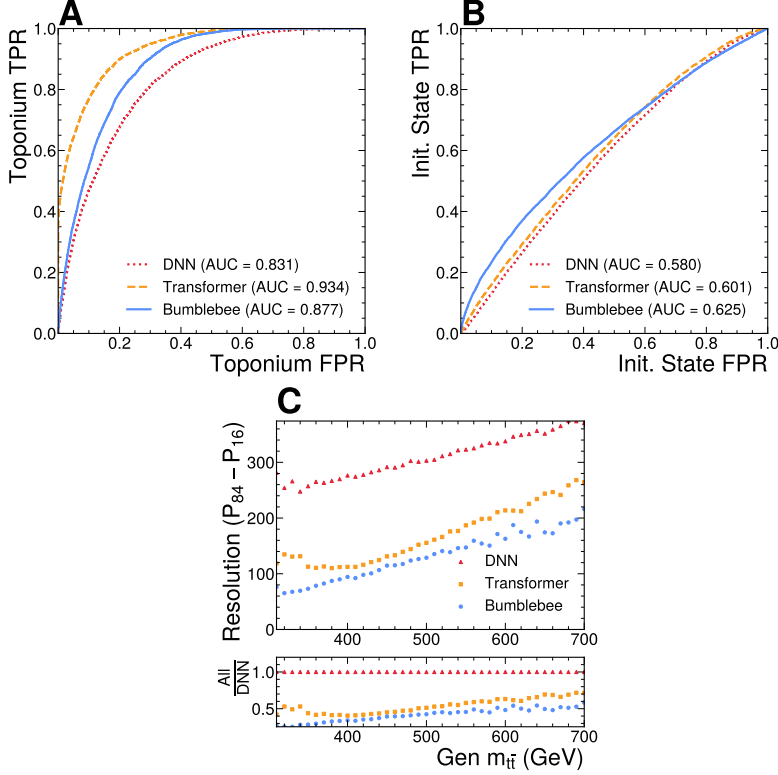 A
Toponium TPR
1.0
0.8
0.6
0.4
0.2
0.0
DNN (AUC = 0.831)
Transformer (AUC = 0.934)
Bumblebee (AUC = 0.877)
0.2 0.4 0.6 0.8 1.0
Toponium FPR
B
Init. State TPR
1.0
0.8
0.6
0.4
0.2
0.0
DNN (AUC = 0.580)
Transformer (AUC = 0.601)
Bumblebee (AUC = 0.625)
0.2 0.4 0.6 0.8 1.0
Init. State FPR
C
Resolution (P84 − P16)
300
200
100
0
DNN
Transformer
Bumblebee
400 500 600 700
All
DNN
1.0
0.5
400 500 600 700
Gen mtt̄ (GeV)